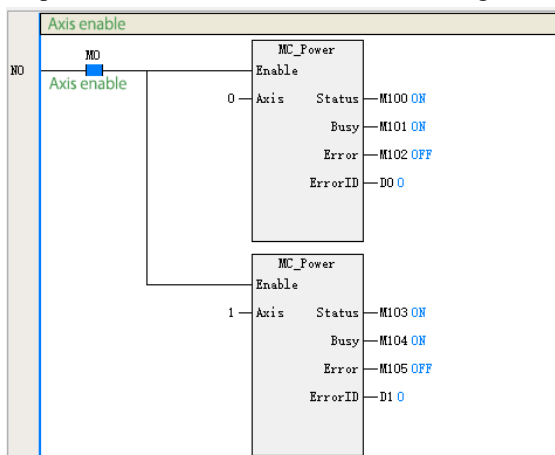 Axis enable
M0
MC_Power
N0
Enable
Axis enable
0 Axis Status M100 ON
Busy M101 ON
Error M102 OFF
ErrorID D0 0
MC_Power
Enable
1 Axis Status M103 ON
Busy M104 ON
Error M105 OFF
ErrorID D1 0